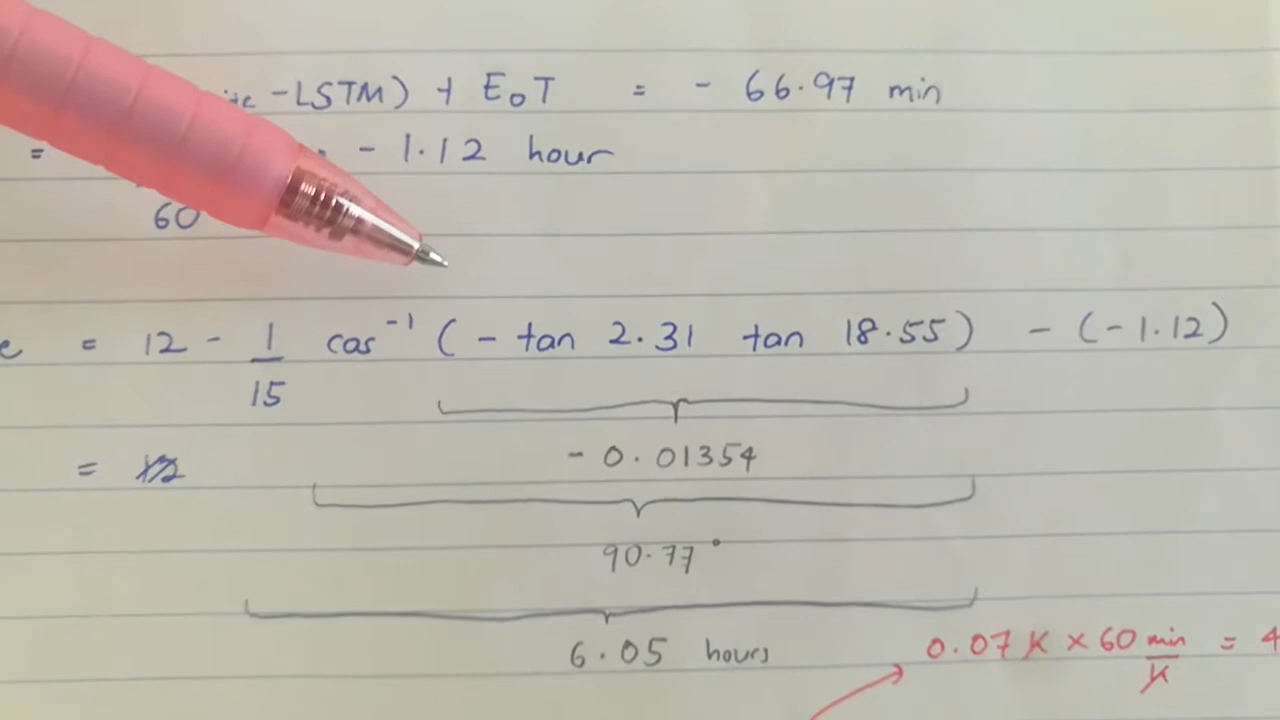 -LSTM) + EoT = - 66.97 min
= - 1.12 hour
60
e = 12 - 1/15 cos⁻¹ (- tan 2.31 tan 18.55) - (-1.12)
- 0.01354
=
90.77°
6.05 hours
0.07 h × 60 min/h = 4